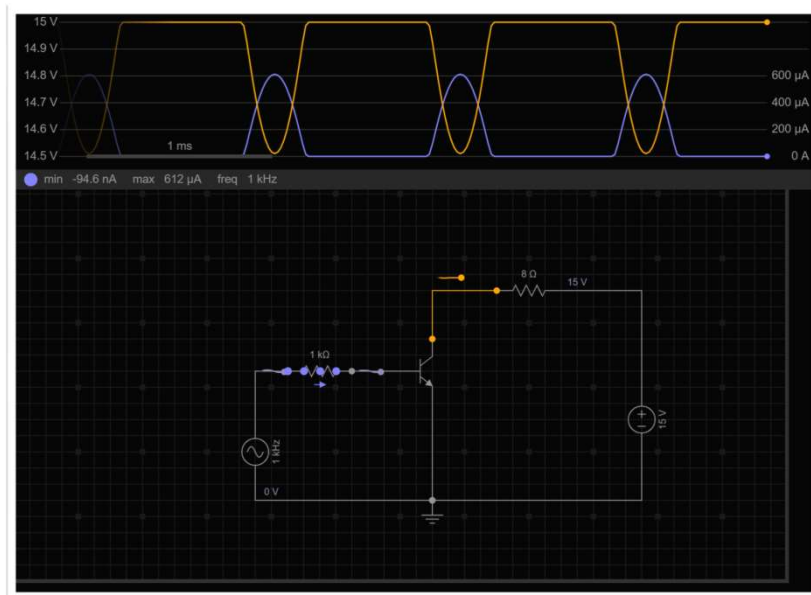 15 V
14.9 V
14.8 V
600 µA
14.7 V
400 µA
14.6 V
200 µA
1 ms
14.5 V
0 A
min -94.6 nA max 612 µA freq 1 kHz
8 Ω
15 V
1 kΩ
15 V
1 kHz
0 V